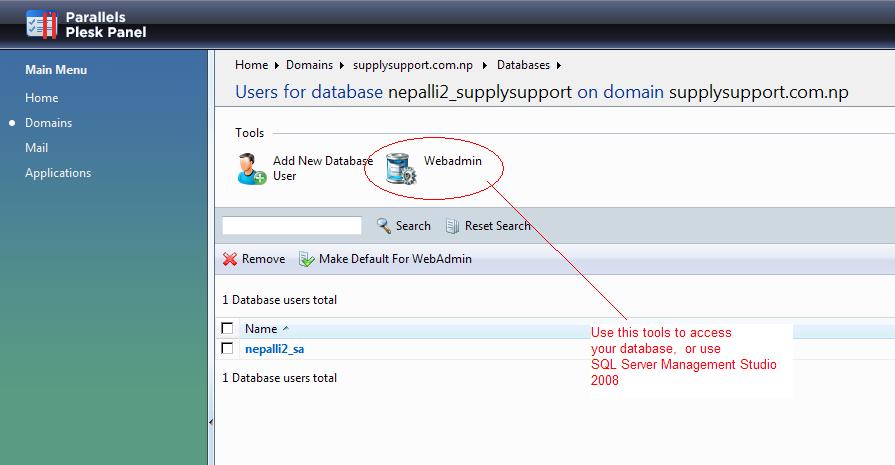 Parallels
Plesk Panel
Main Menu
Home
Domains
Mail
Applications
Home Domains supplysupport.com.np Databases
Users for database nepalli2_supplysupport on domain supplysupport.com.np
Tools
Add New Database
User
Webadmin
Search Reset Search
Remove Make Default For WebAdmin
1 Database users total
Name
nepalli2_sa
1 Database users total
Use this tools to access
your database, or use
SQL Server Management Studio
2008